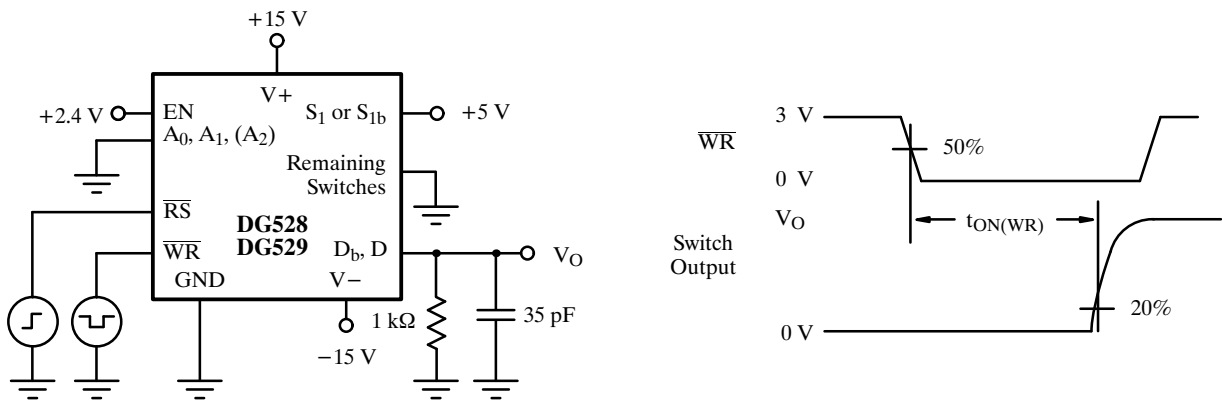 +15 V
V+
+2.4 V
EN
S1 or S1b
+5 V
A0, A1, (A2)
Remaining
Switches
RS
DG528
DG529
WR
Db, D
VO
GND
V−
1 kΩ
35 pF
−15 V
3 V
WR
50%
0 V
VO
tON(WR)
Switch
Output
20%
0 V